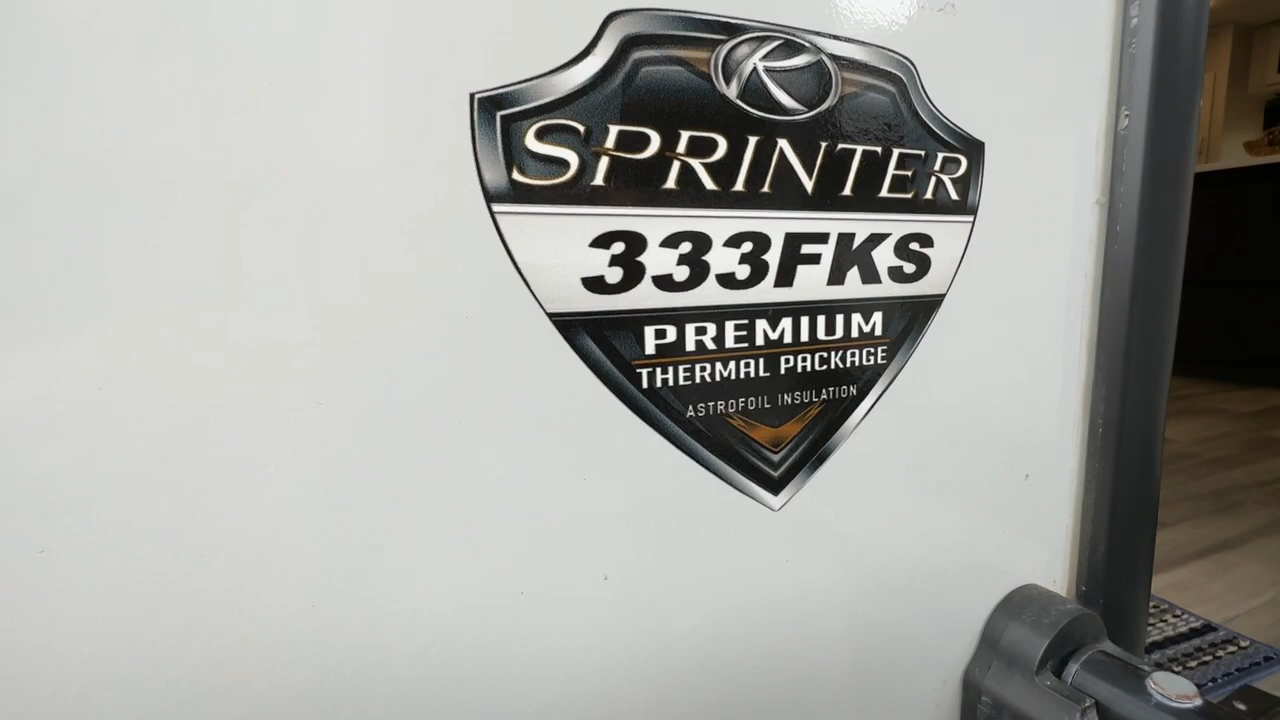 SPRINTER
333FKS
PREMIUM
THERMAL PACKAGE
ASTROFOIL INSULATION